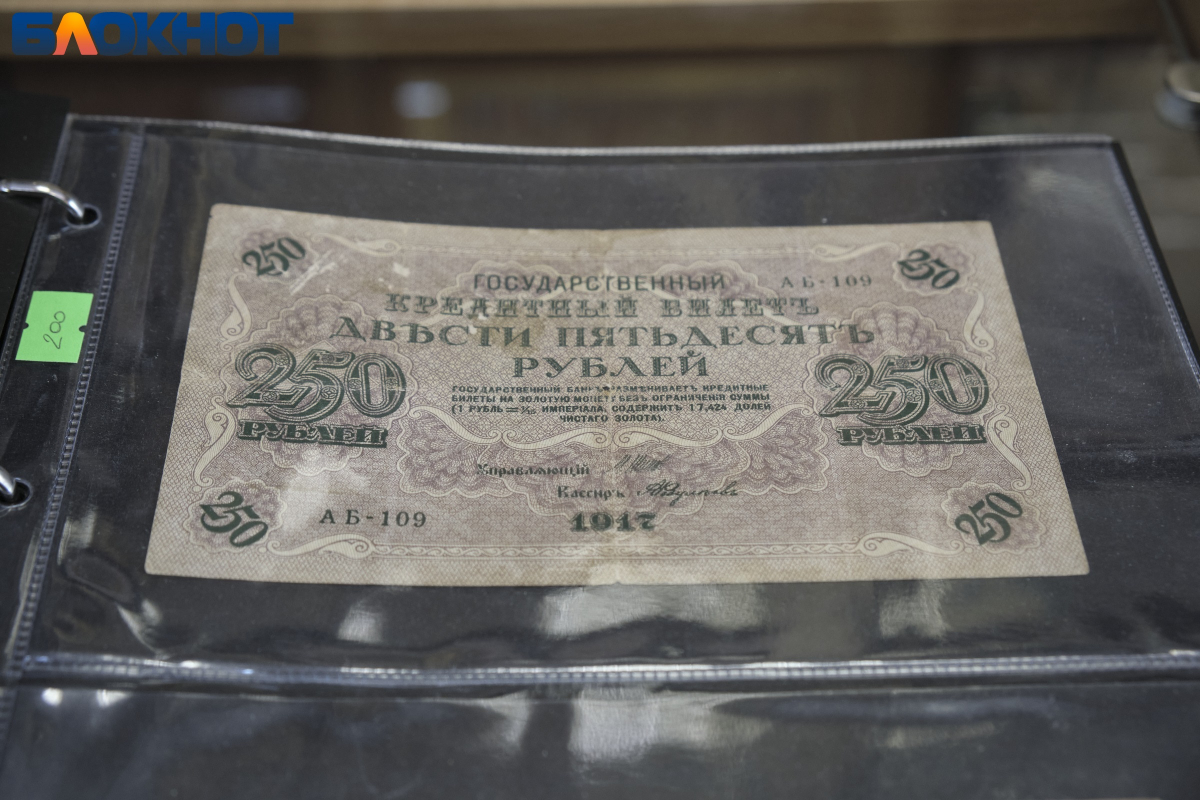 БЛОКНОТ
250
250
ГОСУДАРСТВЕННЫЙ
АБ-109
КРЕДИТНЫЙ БИЛЕТЪ
ДВѢСТИ ПЯТЬДЕСЯТЪ
РУБЛЕЙ
250
РУБЛЕЙ
250
РУБЛЕЙ
ГОСУДАРСТВЕННЫЙ БАНКЪ РАЗМЕНИВАЕТЪ КРЕДИТНЫЕ
БИЛЕТЫ НА ЗОЛОТУЮ МОНЕТУ БЕЗЪ ОГРАНИЧЕНІЯ СУММЫ
(1 РУБЛЬ = 1/15 ИМПЕРІАЛА, СОДЕРЖИТЪ 17,424 ДОЛЕЙ
ЧИСТАГО ЗОЛОТА).
Управляющій
Кассиръ
250
АБ-109
1917
250
200